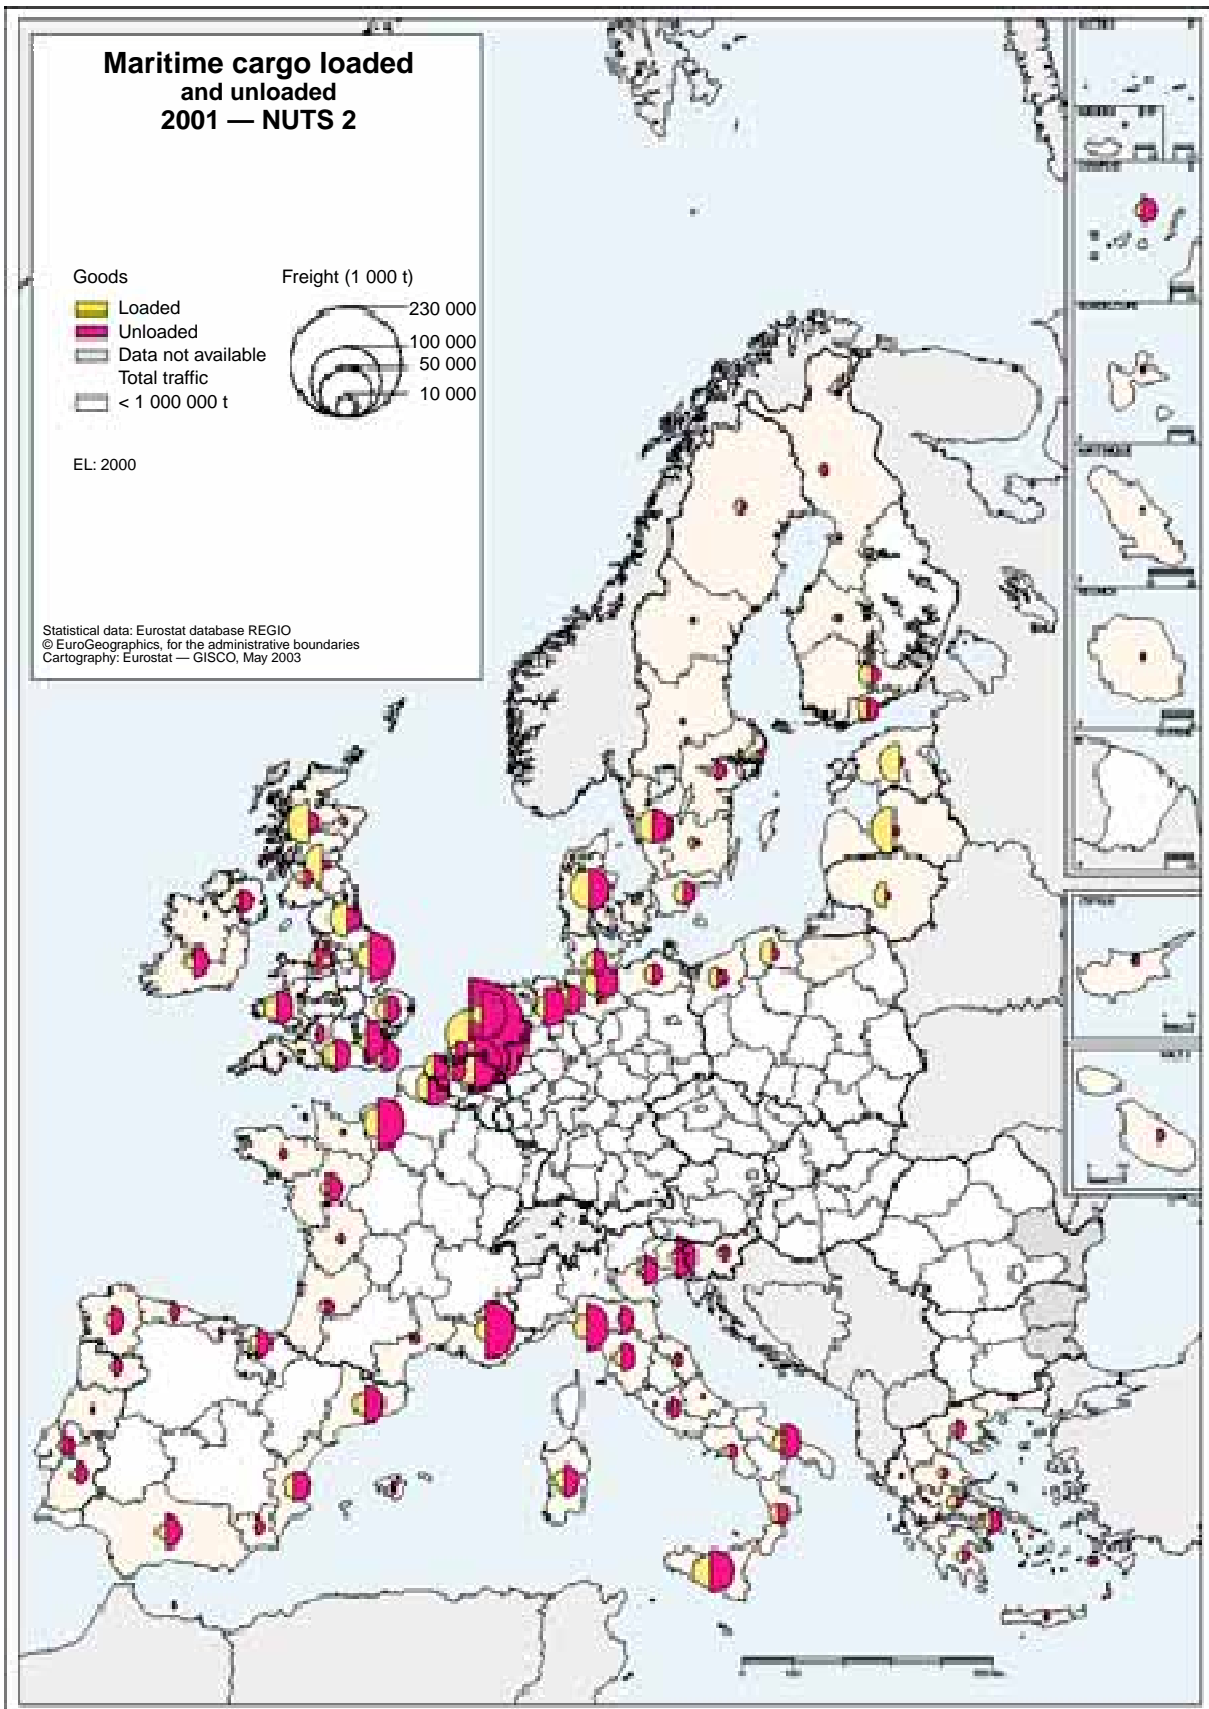 Maritime cargo loaded
and unloaded
2001 — NUTS 2
Goods
Loaded
Unloaded
Data not available
Total traffic
< 1 000 000 t
Freight (1 000 t)
230 000
100 000
50 000
10 000
EL: 2000
Statistical data: Eurostat database REGIO
© EuroGeographics, for the administrative boundaries
Cartography: Eurostat — GISCO, May 2003